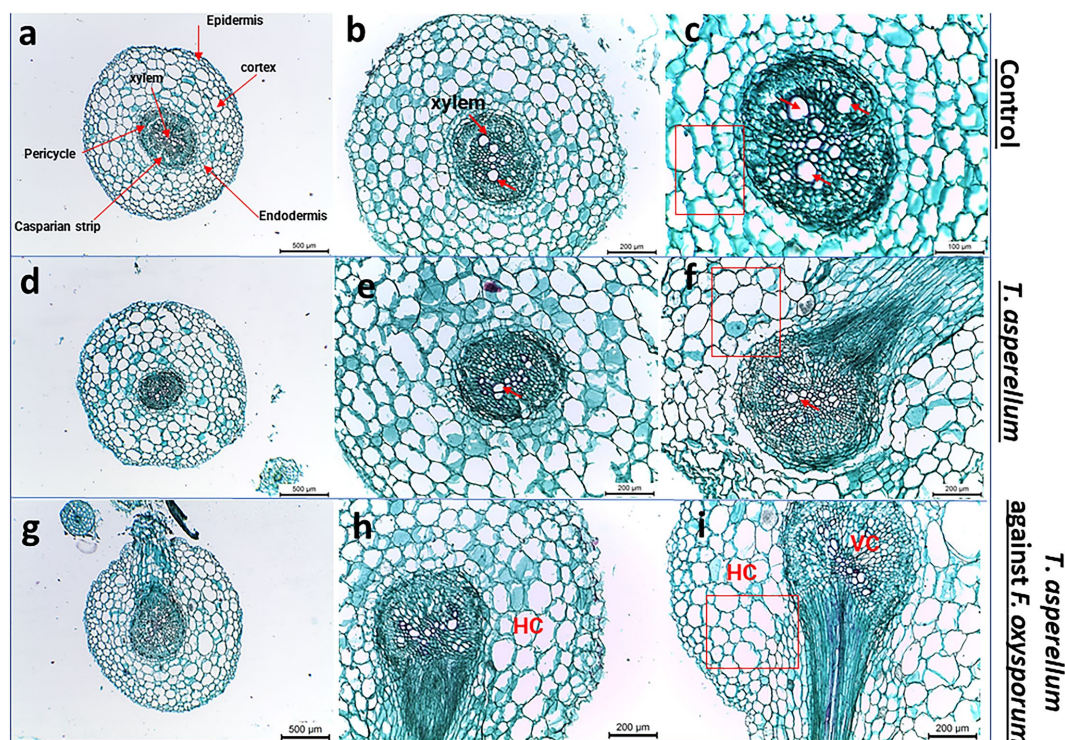 a
Epidermis
xylem
cortex
Pericycle
Casparian strip
Endodermis
500 µm
b
xylem
200 µm
c
100 µm
Control
d
500 µm
e
200 µm
f
200 µm
T. asperellum
g
500 µm
h
HC
200 µm
i
VC
HC
200 µm
T. asperellum
against F. oxysporum